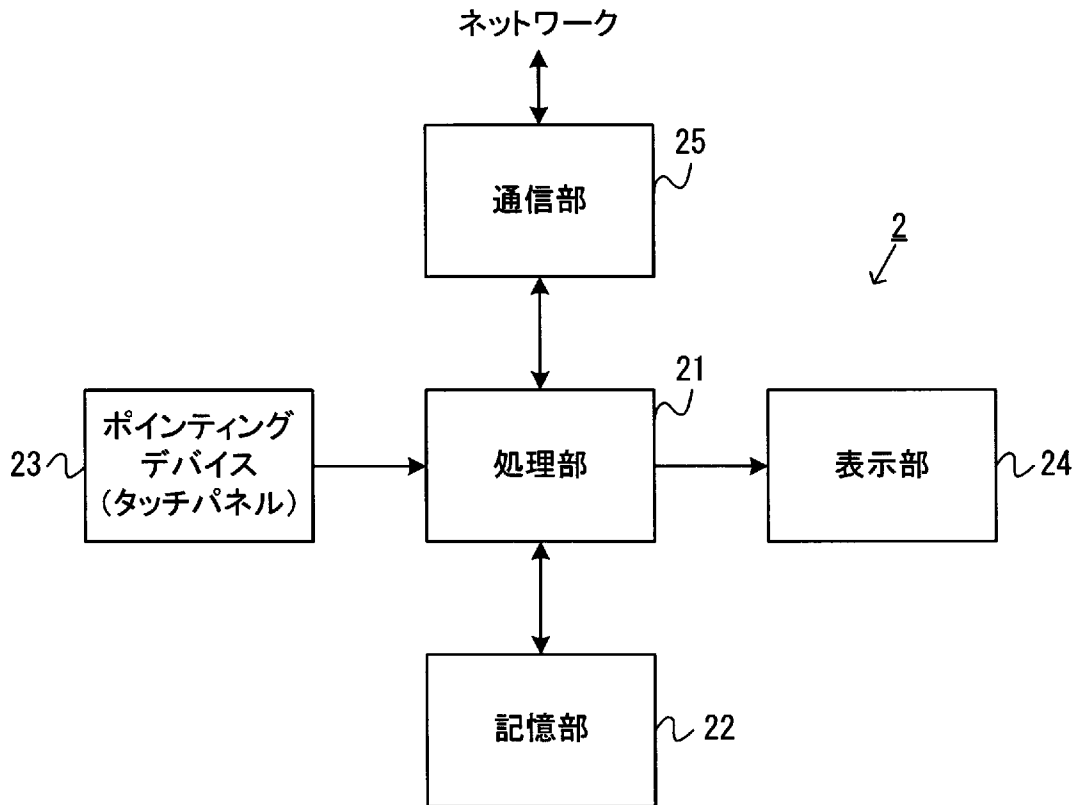 ネットワーク
25
通信部
2
21
ポインティング
デバイス
(タッチパネル)
23
処理部
表示部
24
記憶部
22